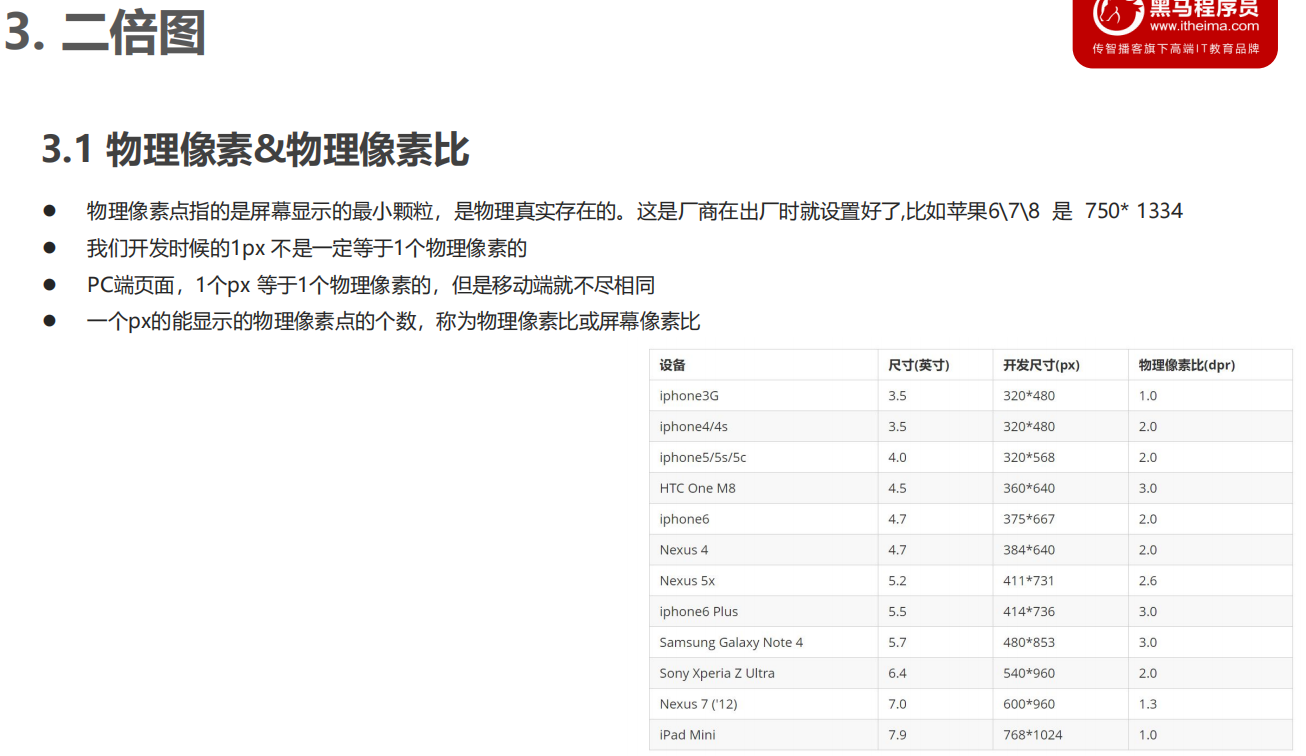 3. 二倍图
黑马程序员
www.itheima.com
传智播客旗下高端IT教育品牌
3.1 物理像素&物理像素比
● 物理像素点指的是屏幕显示的最小颗粒，是物理真实存在的。这是厂商在出厂时就设置好了,比如苹果6\7\8 是 750* 1334
● 我们开发时候的1px 不是一定等于1个物理像素的
● PC端页面，1个px 等于1个物理像素的，但是移动端就不尽相同
● 一个px的能显示的物理像素点的个数，称为物理像素比或屏幕像素比
设备 尺寸(英寸) 开发尺寸(px) 物理像素比(dpr)
iphone3G 3.5 320*480 1.0
iphone4/4s 3.5 320*480 2.0
iphone5/5s/5c 4.0 320*568 2.0
HTC One M8 4.5 360*640 3.0
iphone6 4.7 375*667 2.0
Nexus 4 4.7 384*640 2.0
Nexus 5x 5.2 411*731 2.6
iphone6 Plus 5.5 414*736 3.0
Samsung Galaxy Note 4 5.7 480*853 3.0
Sony Xperia Z Ultra 6.4 540*960 2.0
Nexus 7 ('12) 7.0 600*960 1.3
iPad Mini 7.9 768*1024 1.0